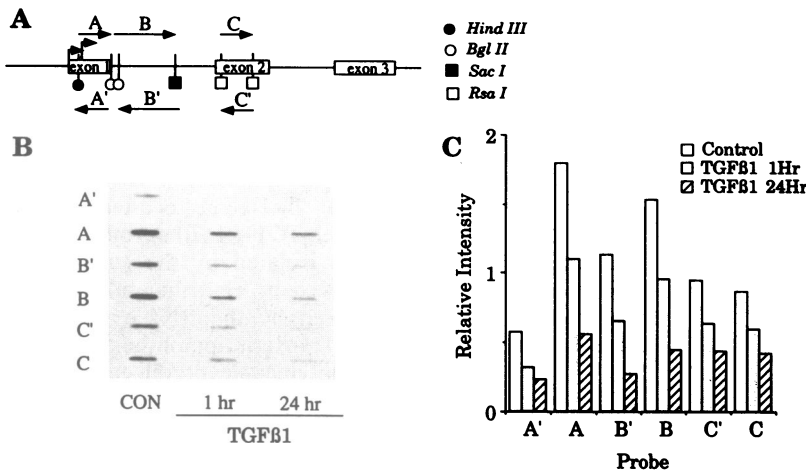 A
A B C
exon 1 exon 2 exon 3
A' B' C'
Hind III
Bgl II
Sac I
Rsa I
B
A'
A
B'
B
C'
C
CON 1 hr 24 hr
TGFß1
C
Control
TGFß1 1Hr
TGFß1 24Hr
Relative Intensity
2
1
0
A' A B' B C' C
Probe